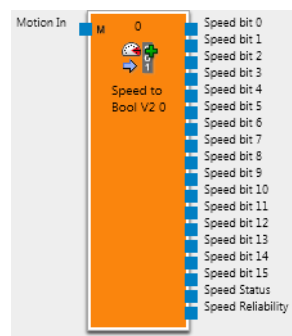 Motion In
M
0
Speed to
Bool V2 0
Speed bit 0
Speed bit 1
Speed bit 2
Speed bit 3
Speed bit 4
Speed bit 5
Speed bit 6
Speed bit 7
Speed bit 8
Speed bit 9
Speed bit 10
Speed bit 11
Speed bit 12
Speed bit 13
Speed bit 14
Speed bit 15
Speed Status
Speed Reliability